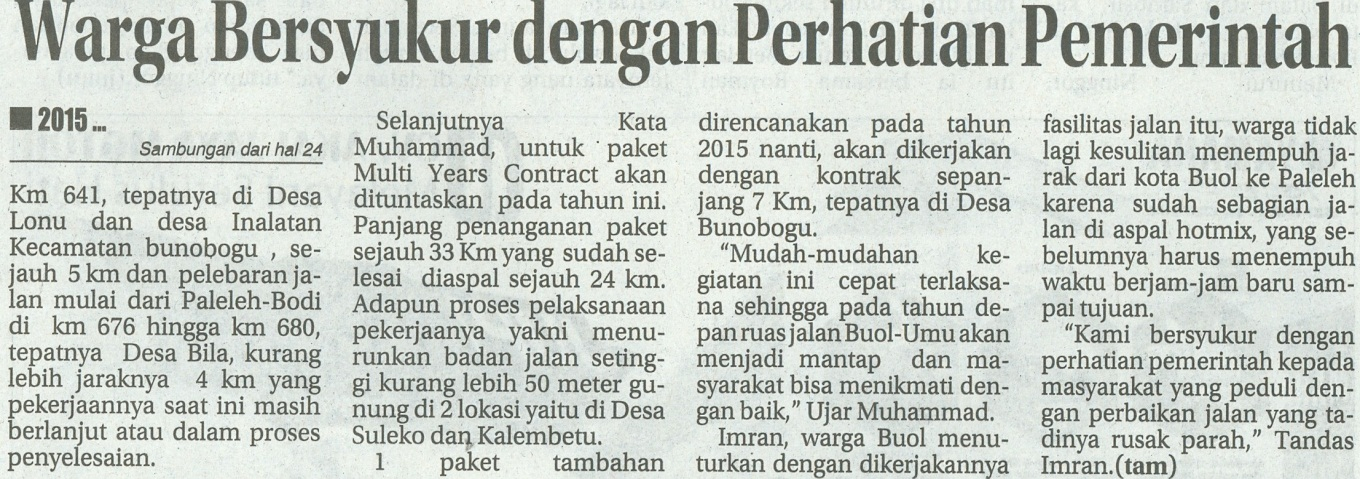 Warga Bersyukur dengan Perhatian Pemerintah
2015 ...
Sambungan dari hal 24
Km 641, tepatnya di Desa
Lonu dan desa Inalatan
Kecamatan bunobogu , se-
jauh 5 km dan pelebaran ja-
lan mulai dari Paleleh-Bodi
di km 676 hingga km 680,
tepatnya Desa Bila, kurang
lebih jaraknya 4 km yang
pekerjaannya saat ini masih
berlanjut atau dalam proses
penyelesaian.
Selanjutnya Kata
Muhammad, untuk paket
Multi Years Contract akan
dituntaskan pada tahun ini.
Panjang penanganan paket
sejauh 33 Km yang sudah se-
lesai diaspal sejauh 24 km.
Adapun proses pelaksanaan
pekerjaanya yakni menu-
runkan badan jalan seting-
gi kurang lebih 50 meter gu-
nung di 2 lokasi yaitu di Desa
Suleko dan Kalembetu.
1 paket tambahan
direncanakan pada tahun
2015 nanti, akan dikerjakan
dengan kontrak sepan-
jang 7 Km, tepatnya di Desa
Bunobogu.
"Mudah-mudahan ke-
giatan ini cepat terlaksa-
na sehingga pada tahun de-
pan ruas jalan Buol-Umu akan
menjadi mantap dan ma-
syarakat bisa menikmati den-
gan baik," Ujar Muhammad.
Imran, warga Buol menu-
turkan dengan dikerjakannya
fasilitas jalan itu, warga tidak
lagi kesulitan menempuh ja-
rak dari kota Buol ke Paleleh
karena sudah sebagian ja-
lan di aspal hotmix, yang se-
belumnya harus menempuh
waktu berjam-jam baru sam-
pai tujuan.
"Kami bersyukur dengan
perhatian pemerintah kepada
masyarakat yang peduli den-
gan perbaikan jalan yang ta-
dinya rusak parah," Tandas
Imran.(tam)